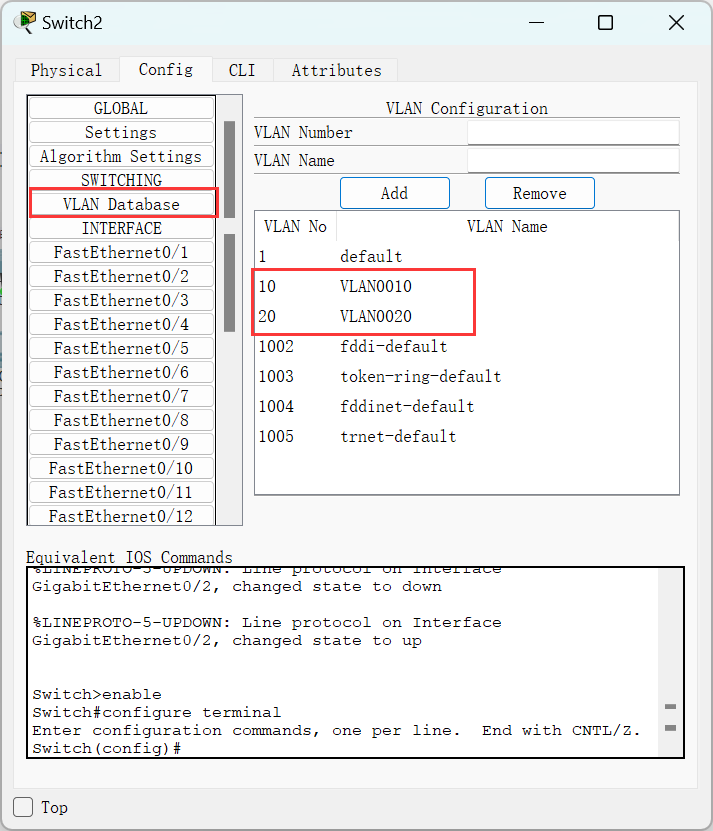 Switch2
Physical Config CLI Attributes
GLOBAL
Settings
Algorithm Settings
SWITCHING
VLAN Database
INTERFACE
FastEthernet0/1
FastEthernet0/2
FastEthernet0/3
FastEthernet0/4
FastEthernet0/5
FastEthernet0/6
FastEthernet0/7
FastEthernet0/8
FastEthernet0/9
FastEthernet0/10
FastEthernet0/11
FastEthernet0/12
VLAN Configuration
VLAN Number
VLAN Name
Add Remove
VLAN No VLAN Name
1 default
10 VLAN0010
20 VLAN0020
1002 fddi-default
1003 token-ring-default
1004 fddinet-default
1005 trnet-default
Equivalent IOS Commands
%LINEPROTO-5-UPDOWN: Line protocol on Interface
GigabitEthernet0/2, changed state to down
%LINEPROTO-5-UPDOWN: Line protocol on Interface
GigabitEthernet0/2, changed state to up
Switch>enable
Switch#configure terminal
Enter configuration commands, one per line.  End with CNTL/Z.
Switch(config)#
Top